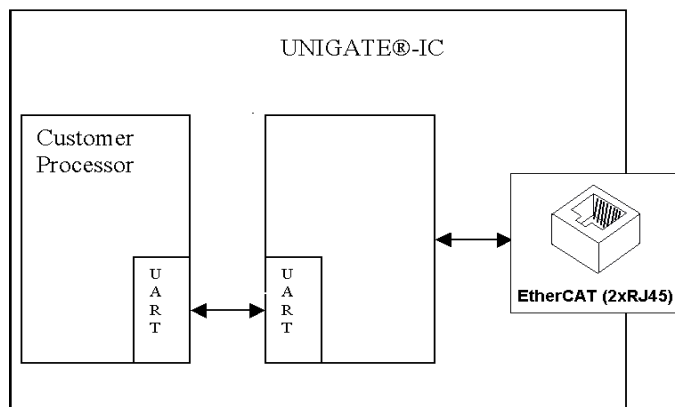 UNIGATE®-IC
Customer
Processor
U
A
R
T
U
A
R
T
EtherCAT (2xRJ45)